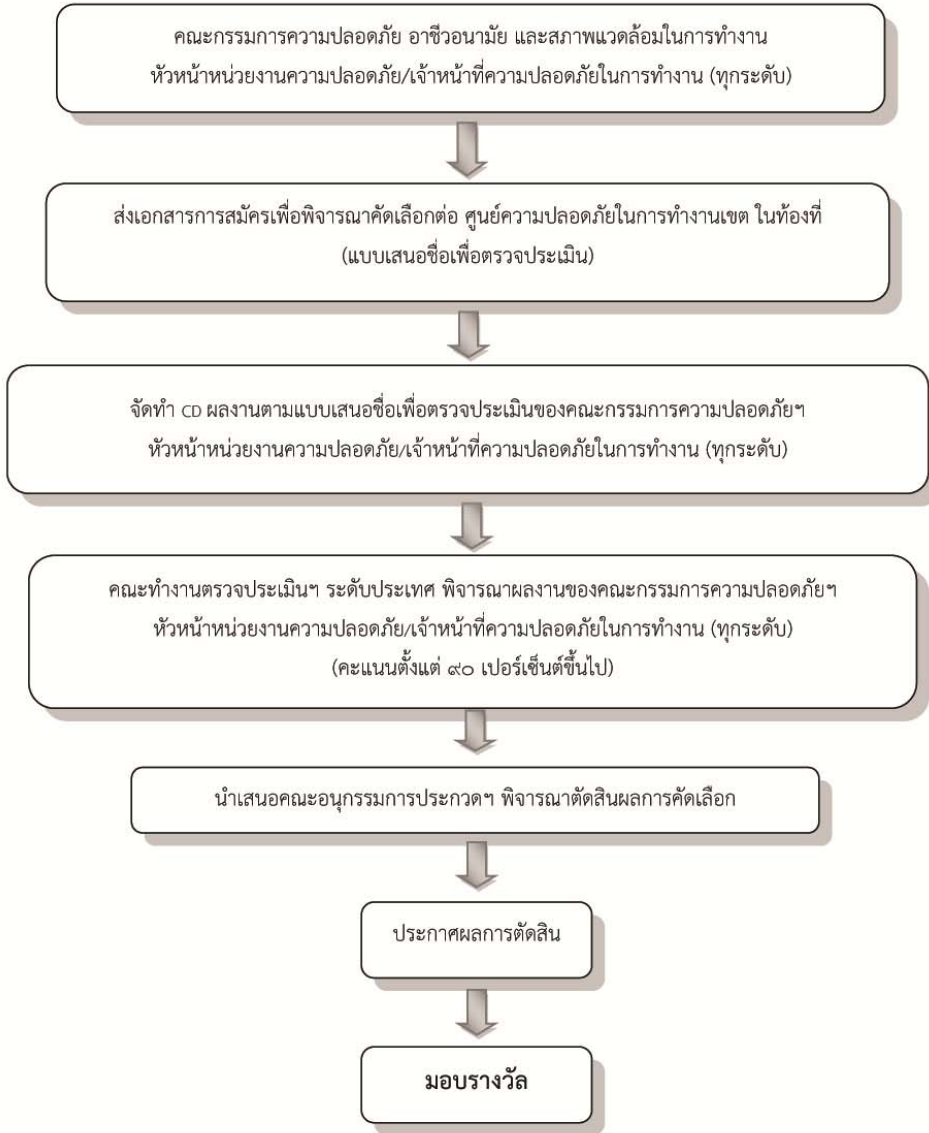 คณะกรรมการความปลอดภัย อาชีวอนามัย และสภาพแวดล้อมในการทำงาน
หัวหน้าหน่วยงานความปลอดภัย/เจ้าหน้าที่ความปลอดภัยในการทำงาน (ทุกระดับ)
ส่งเอกสารการสมัครเพื่อพิจารณาคัดเลือกต่อ ศูนย์ความปลอดภัยในการทำงานเขต ในท้องที่
(แบบเสนอชื่อเพื่อตรวจประเมิน)
จัดทำ CD ผลงานตามแบบเสนอชื่อเพื่อตรวจประเมินของคณะกรรมการความปลอดภัยฯ
หัวหน้าหน่วยงานความปลอดภัย/เจ้าหน้าที่ความปลอดภัยในการทำงาน (ทุกระดับ)
คณะทำงานตรวจประเมินฯ ระดับประเทศ พิจารณาผลงานของคณะกรรมการความปลอดภัยฯ
หัวหน้าหน่วยงานความปลอดภัย/เจ้าหน้าที่ความปลอดภัยในการทำงาน (ทุกระดับ)
(คะแนนตั้งแต่ ๙๐ เปอร์เซ็นต์ขึ้นไป)
นำเสนอคณะอนุกรรมการประกวดฯ พิจารณาตัดสินผลการคัดเลือก
ประกาศผลการตัดสิน
มอบรางวัล